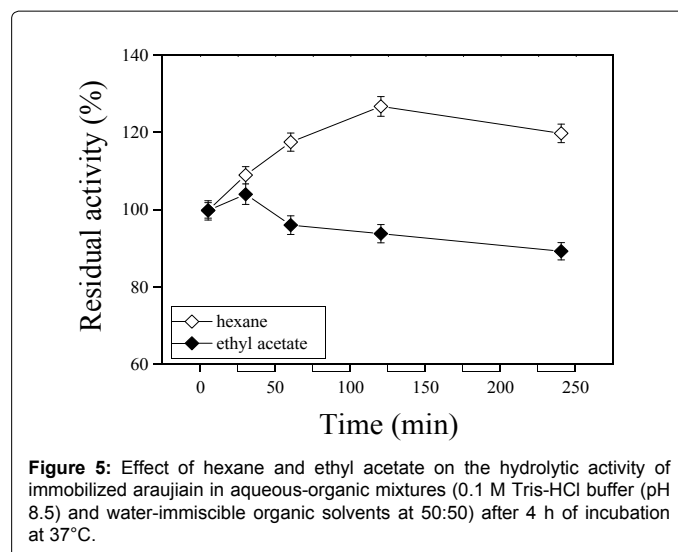 140
120
100
80
60
Residual activity (%)
hexane
ethyl acetate
0 50 100 150 200 250
Time (min)
Figure 5: Effect of hexane and ethyl acetate on the hydrolytic activity of
immobilized araujiain in aqueous-organic mixtures (0.1 M Tris-HCl buffer (pH
8.5) and water-immiscible organic solvents at 50:50) after 4 h of incubation
at 37°C.